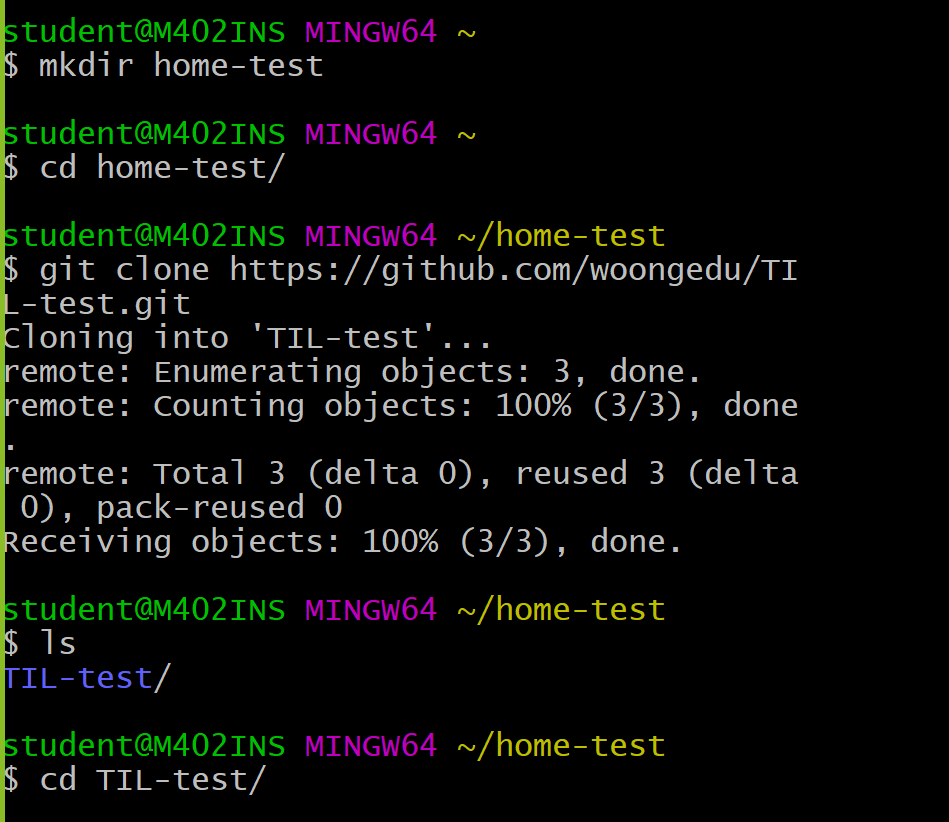 student@M402INS MINGW64 ~
$ mkdir home-test
student@M402INS MINGW64 ~
$ cd home-test/
student@M402INS MINGW64 ~/home-test
$ git clone https://github.com/woongedu/TI
L-test.git
Cloning into 'TIL-test'...
remote: Enumerating objects: 3, done.
remote: Counting objects: 100% (3/3), done
.
remote: Total 3 (delta 0), reused 3 (delta
 0), pack-reused 0
Receiving objects: 100% (3/3), done.
student@M402INS MINGW64 ~/home-test
$ ls
TIL-test/
student@M402INS MINGW64 ~/home-test
$ cd TIL-test/